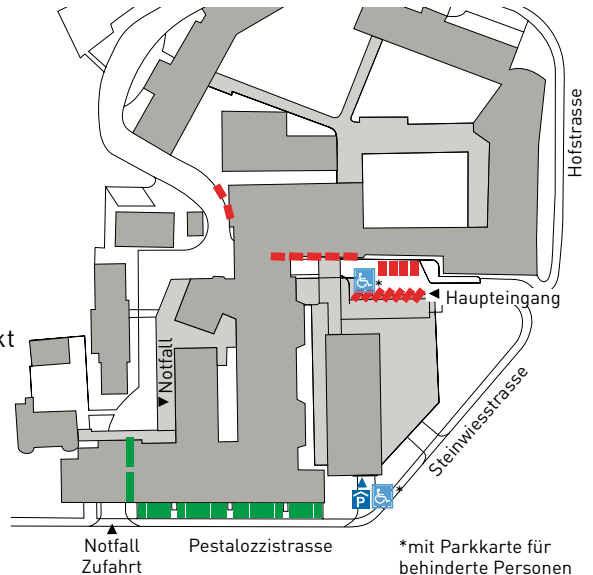 Hofstrasse
*
Haupteingang
kt
Notfall
Steinwiesstrasse
P
*
Notfall
Zufahrt
Pestalozzistrasse
*mit Parkkarte für
behinderte Personen